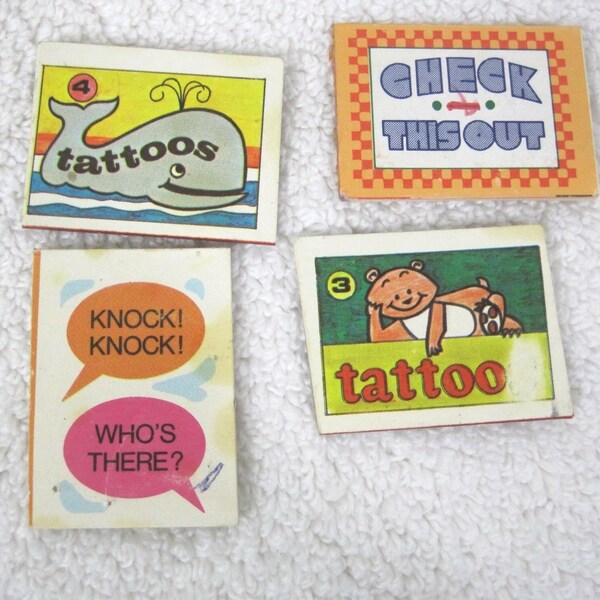 4
tattoos
CHECK
THIS OUT
KNOCK!
KNOCK!
WHO'S
THERE?
3
tattoo